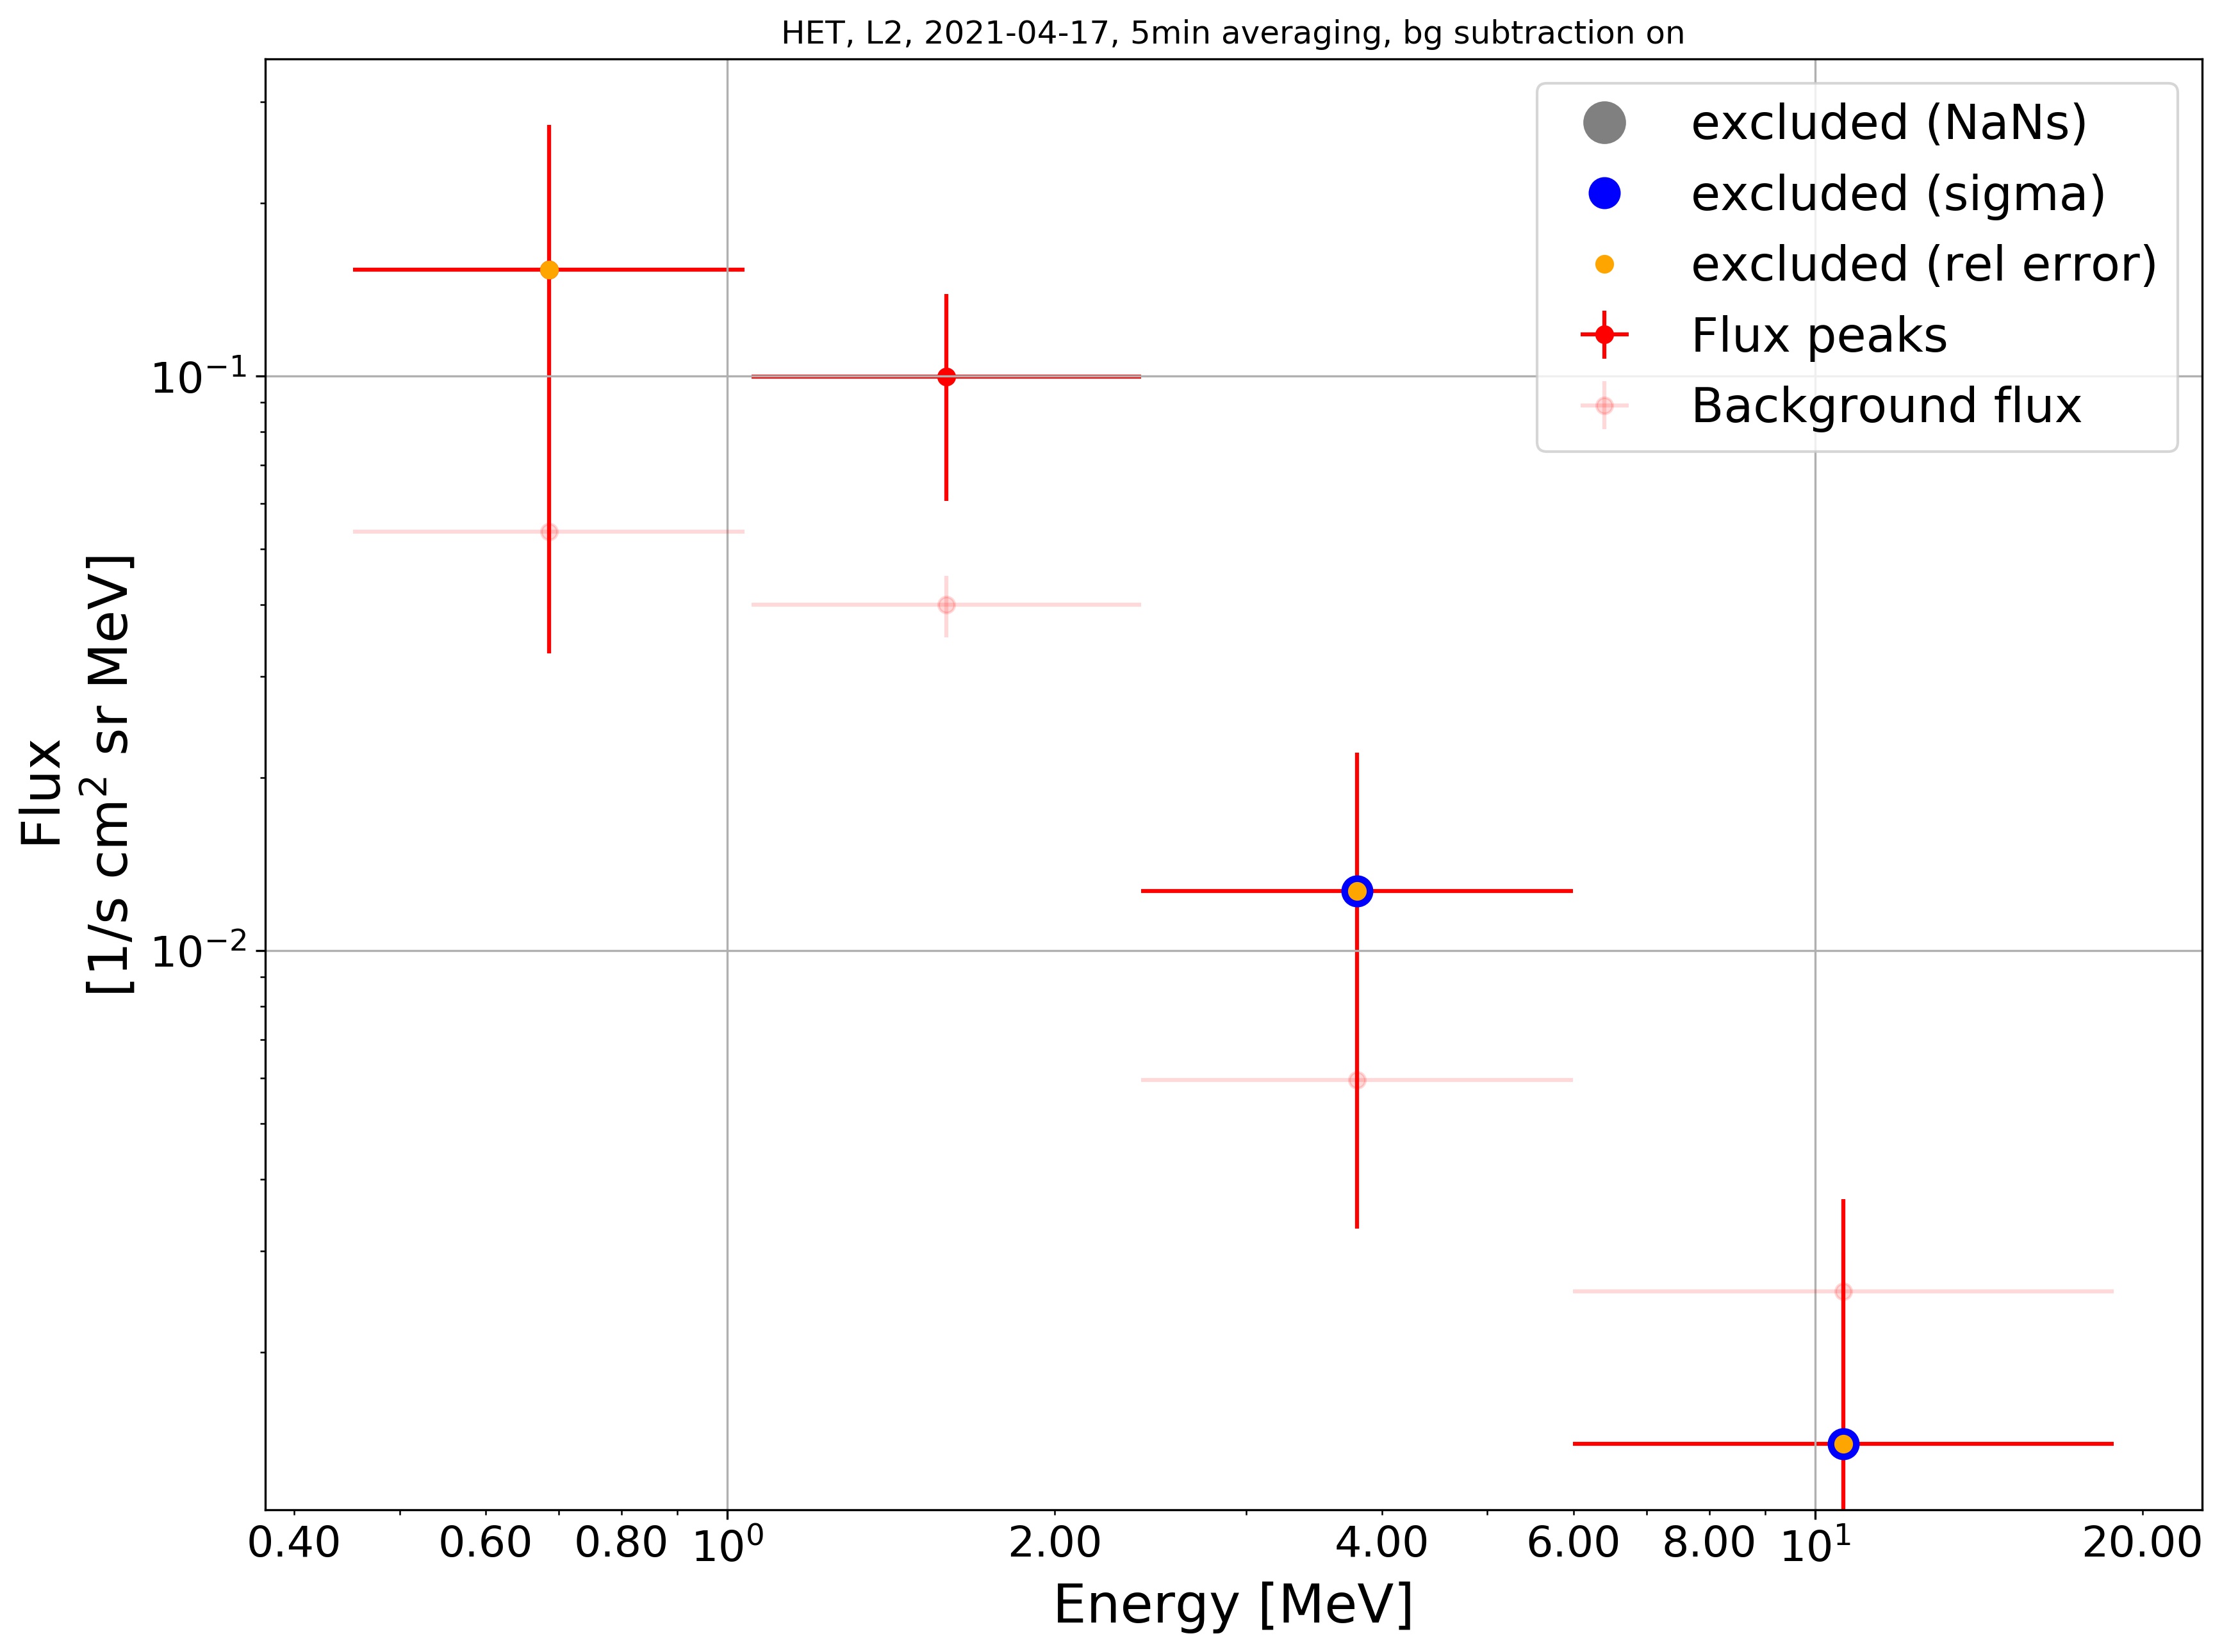 HET, L2, 2021-04-17, 5min averaging, bg subtraction on
excluded (NaNs)
excluded (sigma)
excluded (rel error)
Flux peaks
Background flux
Flux
[1/s cm² sr MeV]
10⁻¹
10⁻²
0.40 0.60 0.80 10⁰ 2.00 4.00 6.00 8.00 10¹ 20.00
Energy [MeV]